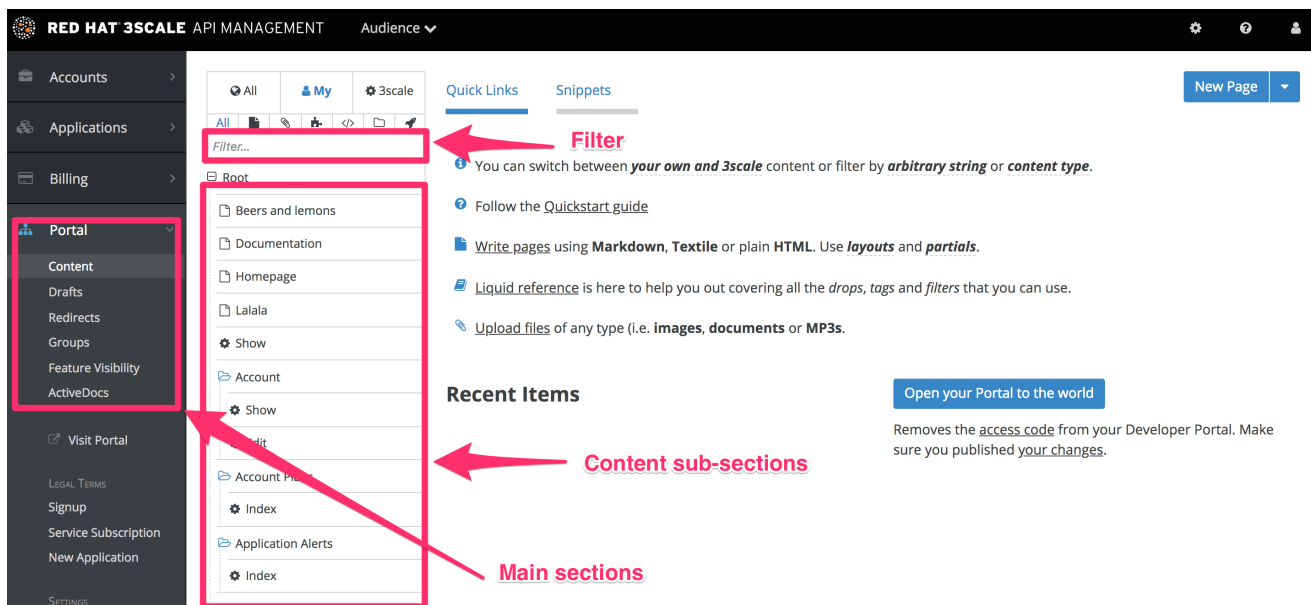 RED HAT 3SCALE API MANAGEMENT Audience
Accounts
Applications
Billing
Portal
Content
Drafts
Redirects
Groups
Feature Visibility
ActiveDocs
Visit Portal
LEGAL TERMS
Signup
Service Subscription
New Application
SETTINGS
All My 3scale
All
Filter...
Root
Beers and lemons
Documentation
Homepage
Lalala
Show
Account
Show
Account
Index
Application Alerts
Index
Quick Links Snippets
New Page
Filter
You can switch between your own and 3scale content or filter by arbitrary string or content type.
Follow the Quickstart guide
Write pages using Markdown, Textile or plain HTML. Use layouts and partials.
Liquid reference is here to help you out covering all the drops, tags and filters that you can use.
Upload files of any type (i.e. images, documents or MP3s.
Recent Items
Open your Portal to the world
Removes the access code from your Developer Portal. Make
sure you published your changes.
Content sub-sections
Main sections